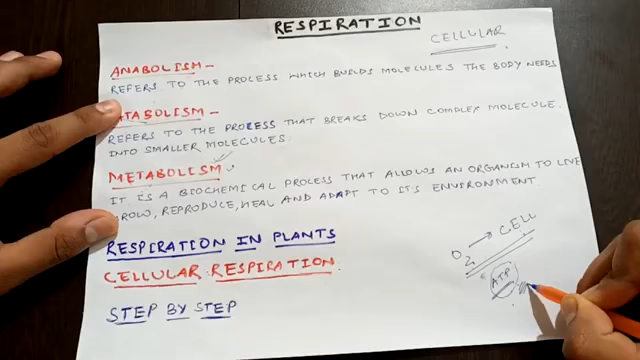 RESPIRATION
CELLULAR
ANABOLISM -
REFERS TO THE PROCESS WHICH BUILDS MOLECULES THE BODY NEEDS
CATABOLISM -
REFERS TO THE PROCESS THAT BREAKS DOWN COMPLEX MOLECULE.
INTO SMALLER MOLECULES
METABOLISM -
IT IS A BIOCHEMICAL PROCESS THAT ALLOWS AN ORGANISM TO LIVE
GROW, REPRODUCE, HEAL AND ADAPT TO IT'S ENVIRONMENT
RESPIRATION IN PLANTS
CELLULAR RESPIRATION.
O2 → CELL
ATP
STEP BY STEP